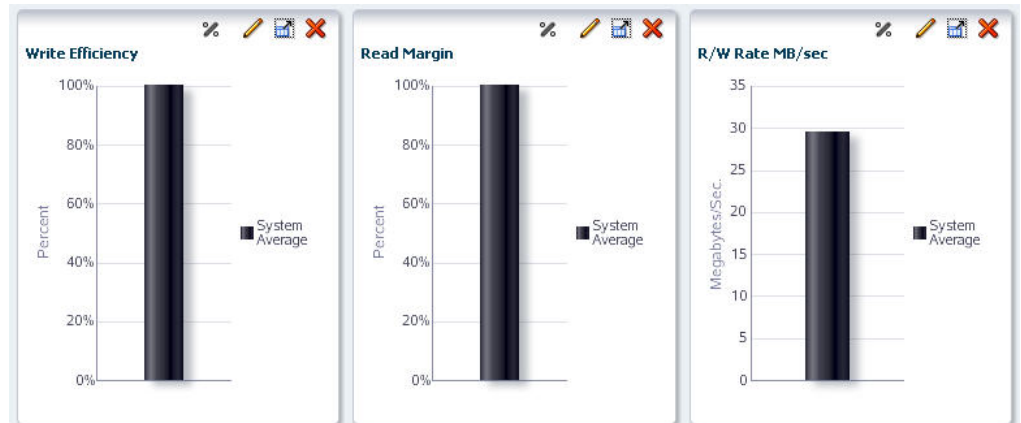 Write Efficiency
100%
80%
60%
40%
20%
0%
Percent
System
Average
Read Margin
100%
80%
60%
40%
20%
0%
Percent
System
Average
R/W Rate MB/sec
35
30
25
20
15
10
5
0
Megabytes/Sec.
System
Average